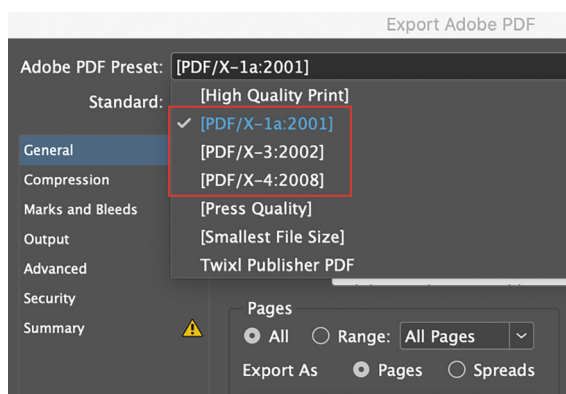 Export Adobe PDF
Adobe PDF Preset: [PDF/X-1a:2001]
Standard:
[High Quality Print]
[PDF/X-1a:2001]
[PDF/X-3:2002]
[PDF/X-4:2008]
[Press Quality]
[Smallest File Size]
Twixl Publisher PDF
General
Compression
Marks and Bleeds
Output
Advanced
Security
Summary
Pages
All Range: All Pages
Export As Pages Spreads